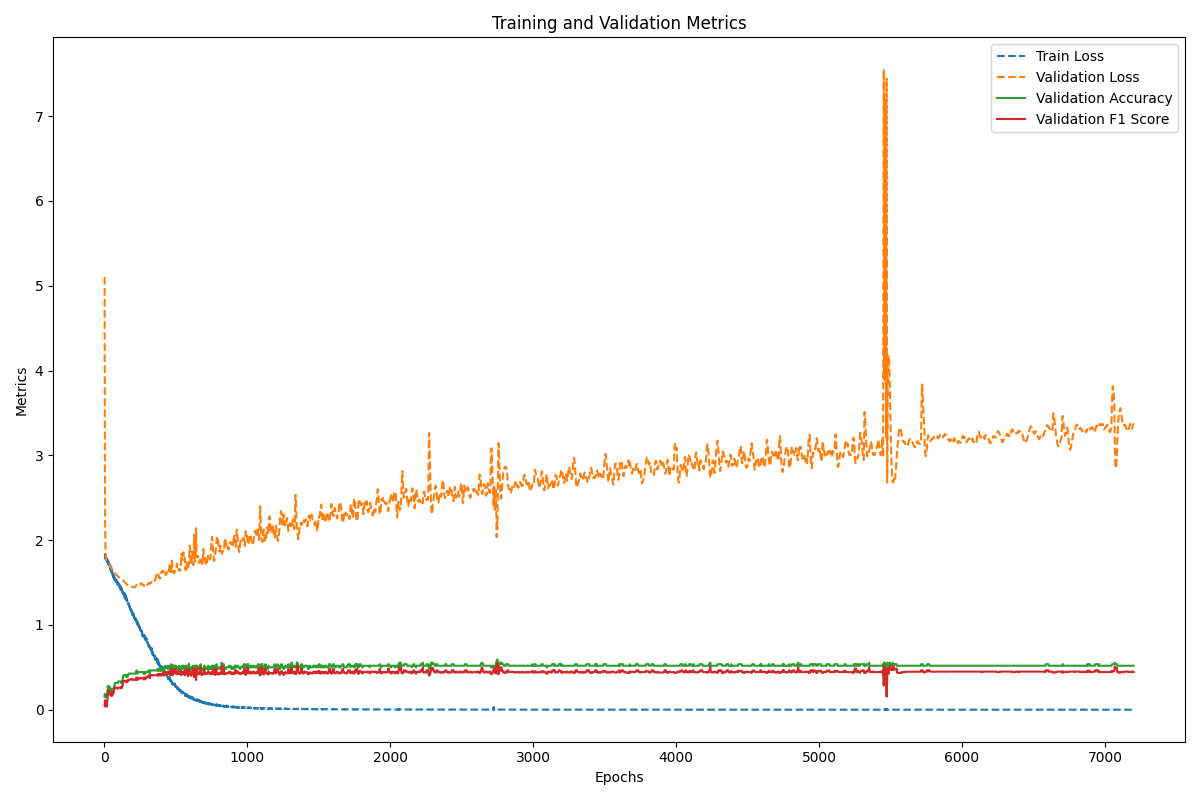 Training and Validation Metrics
Train Loss
Validation Loss
Validation Accuracy
Validation F1 Score
Metrics
7
6
5
4
3
2
1
0
0 1000 2000 3000 4000 5000 6000 7000
Epochs